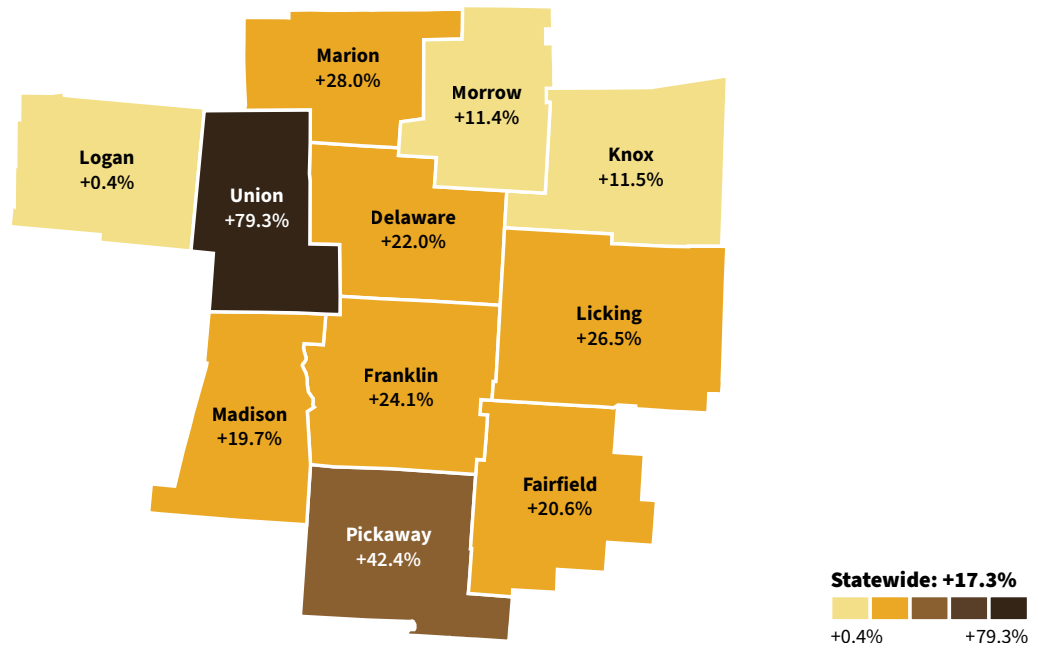 Marion
+28.0%
Morrow
+11.4%
Logan
+0.4%
Knox
+11.5%
Union
+79.3%
Delaware
+22.0%
Licking
+26.5%
Franklin
+24.1%
Madison
+19.7%
Fairfield
+20.6%
Pickaway
+42.4%
Statewide: +17.3%
+0.4%
+79.3%